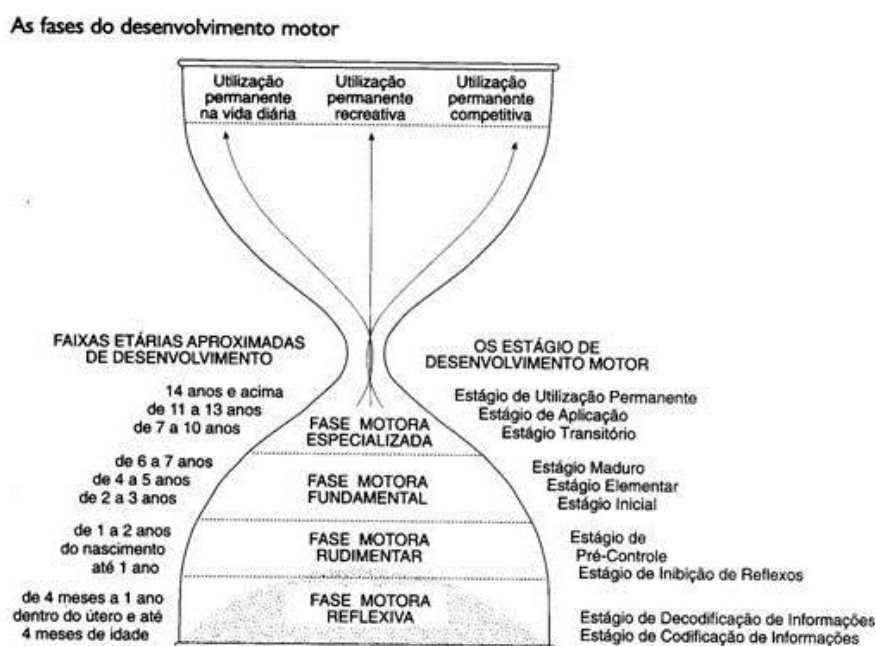 As fases do desenvolvimento motor
Utilização
permanente
na vida diária
Utilização
permanente
recreativa
Utilização
permanente
competitiva
FAIXAS ETÁRIAS APROXIMADAS
DE DESENVOLVIMENTO
OS ESTÁGIO DE
DESENVOLVIMENTO MOTOR
14 anos e acima
de 11 a 13 anos
de 7 a 10 anos
FASE MOTORA
ESPECIALIZADA
Estágio de Utilização Permanente
Estágio de Aplicação
Estágio Transitório
de 6 a 7 anos
de 4 a 5 anos
de 2 a 3 anos
FASE MOTORA
FUNDAMENTAL
Estágio Maduro
Estágio Elementar
Estágio Inicial
de 1 a 2 anos
do nascimento
até 1 ano
FASE MOTORA
RUDIMENTAR
Estágio de
Pré-Controle
Estágio de Inibição de Reflexos
de 4 meses a 1 ano
dentro do útero e até
4 meses de idade
FASE MOTORA
REFLEXIVA
Estágio de Decodificação de Informações
Estágio de Codificação de Informações